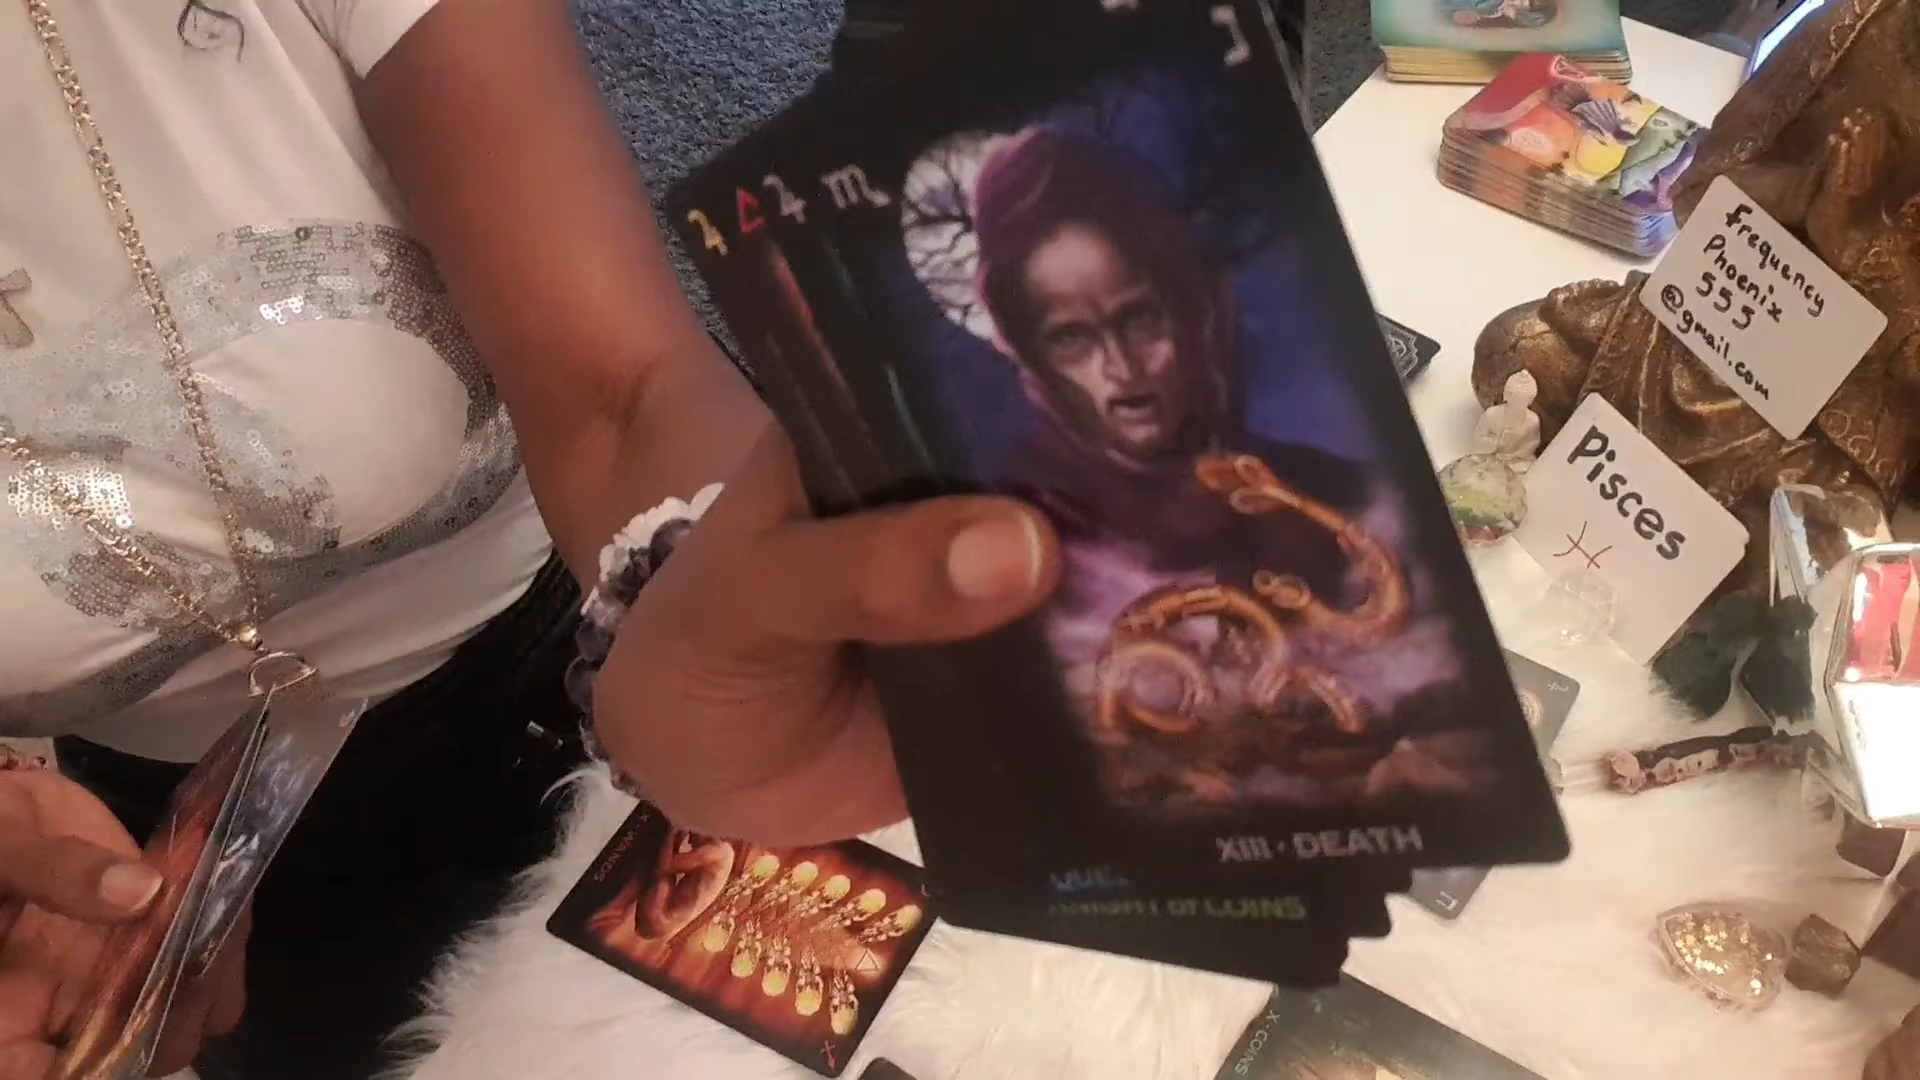 Frequency
Phoenix
555
@gmail.com
Pisces
XIII · DEATH
KNIGHT OF COINS
X · WANDS
X · COINS